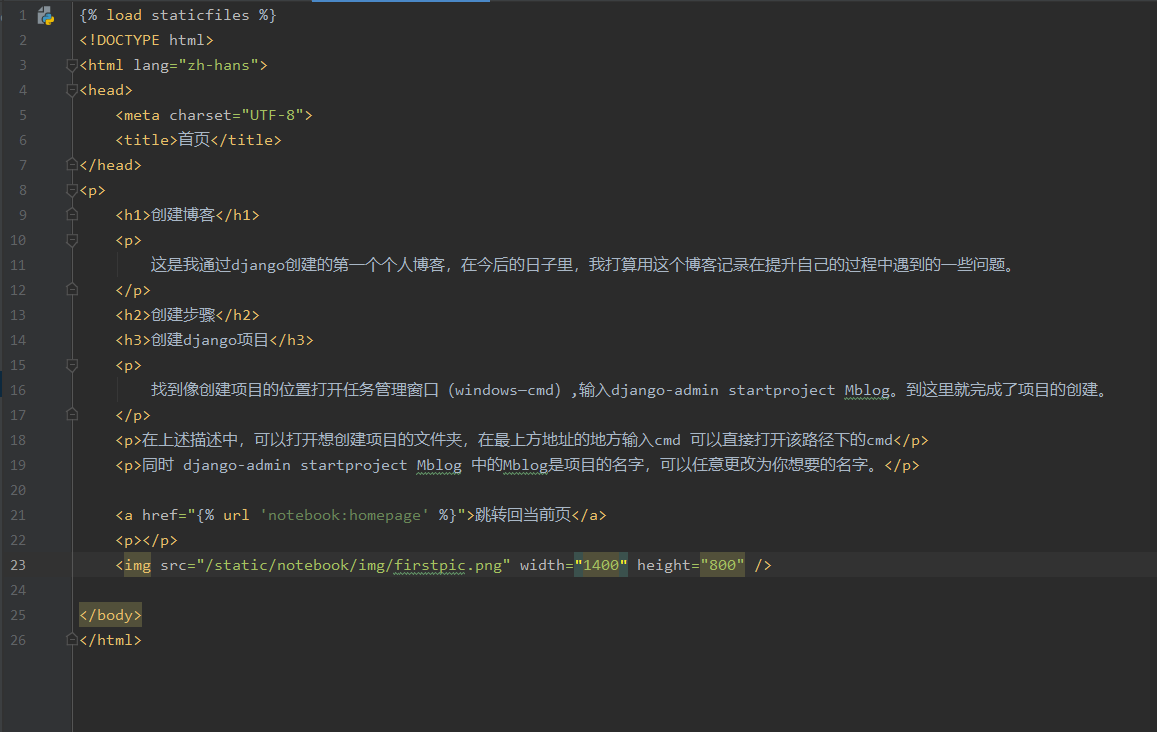 1 {% load staticfiles %}
2 <!DOCTYPE html>
3 <html lang="zh-hans">
4 <head>
5     <meta charset="UTF-8">
6     <title>首页</title>
7 </head>
8 <p>
9     <h1>创建博客</h1>
10     <p>
11         这是我通过django创建的第一个个人博客，在今后的日子里，我打算用这个博客记录在提升自己的过程中遇到的一些问题。
12     </p>
13     <h2>创建步骤</h2>
14     <h3>创建django项目</h3>
15     <p>
16         找到像创建项目的位置打开任务管理窗口（windows—cmd）,输入django-admin startproject Mblog。到这里就完成了项目的创建。
17     </p>
18     <p>在上述描述中，可以打开想创建项目的文件夹，在最上方地址的地方输入cmd 可以直接打开该路径下的cmd</p>
19     <p>同时 django-admin startproject Mblog 中的Mblog是项目的名字，可以任意更改为你想要的名字。</p>
20
21     <a href="{% url 'notebook:homepage' %}">跳转回当前页</a>
22     <p></p>
23     <img src="/static/notebook/img/firstpic.png" width="1400" height="800" />
24
25 </body>
26 </html>